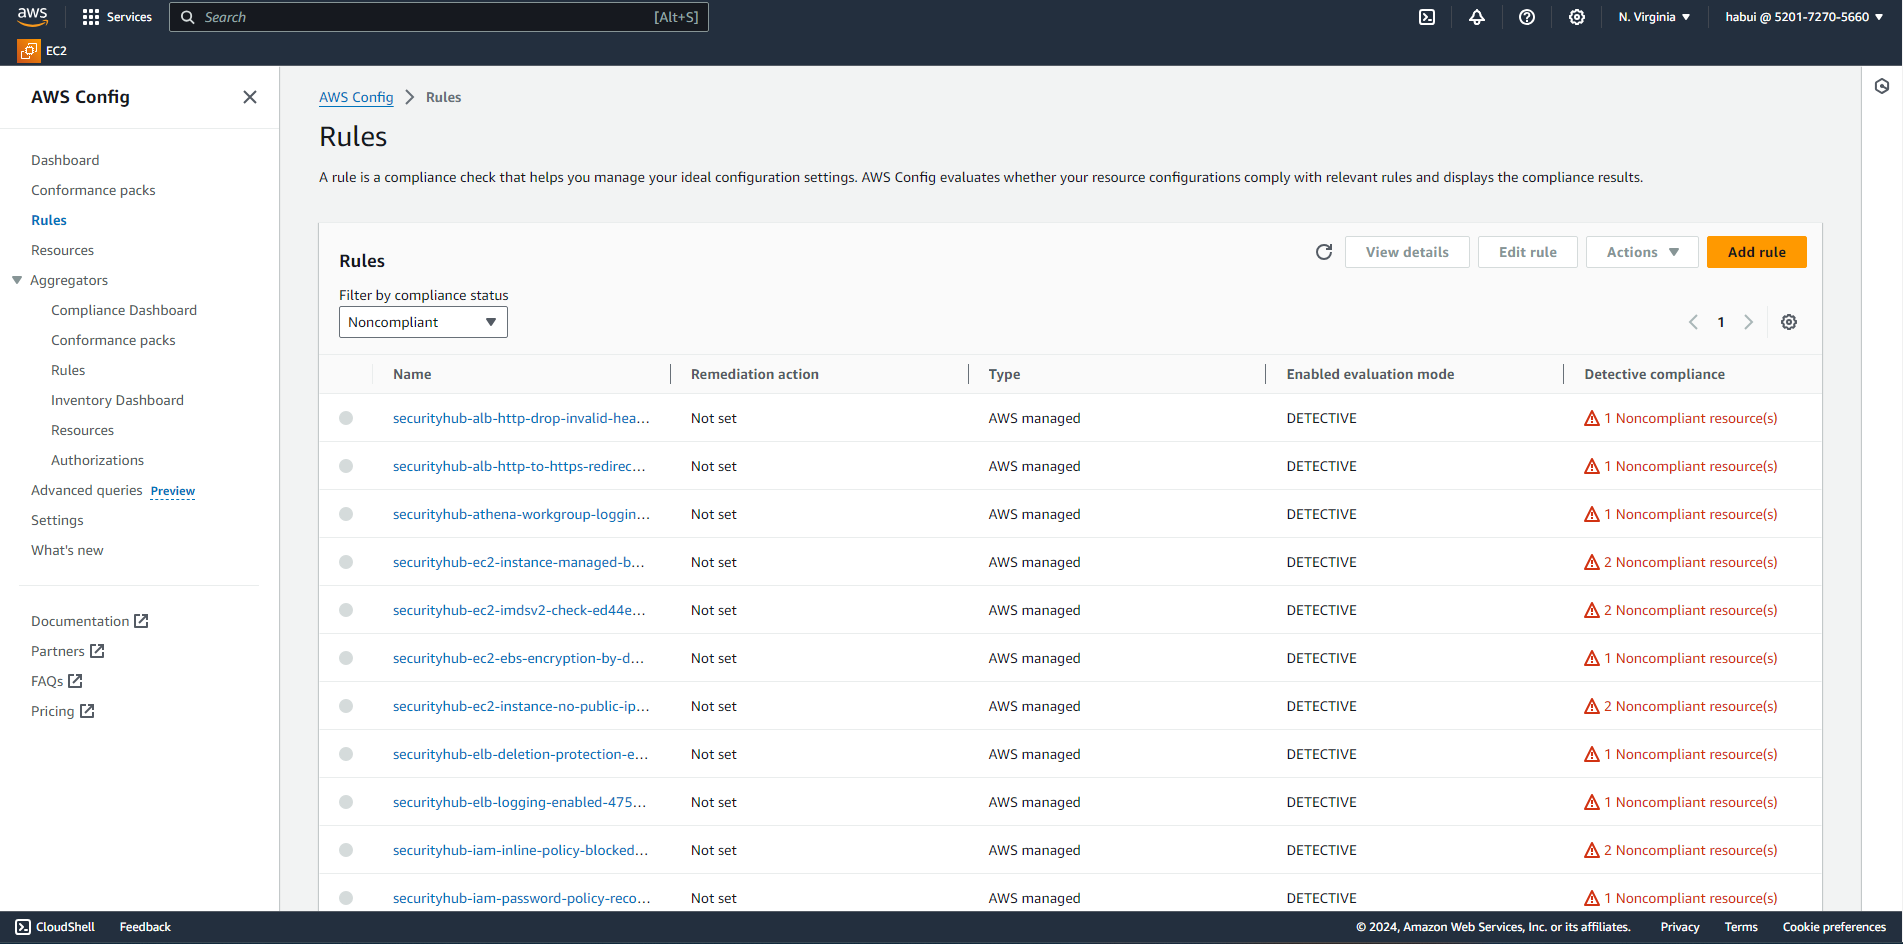 aws
Services
Search
[Alt+S]
N. Virginia
habui @ 5201-7270-5660
EC2
AWS Config
Dashboard
Conformance packs
Rules
Resources
Aggregators
Compliance Dashboard
Conformance packs
Rules
Inventory Dashboard
Resources
Authorizations
Advanced queries Preview
Settings
What's new
Documentation
Partners
FAQs
Pricing
AWS Config > Rules
Rules
A rule is a compliance check that helps you manage your ideal configuration settings. AWS Config evaluates whether your resource configurations comply with relevant rules and displays the compliance results.
Rules
View details
Edit rule
Actions
Add rule
Filter by compliance status
Noncompliant
1
Name Remediation action Type Enabled evaluation mode Detective compliance
securityhub-alb-http-drop-invalid-hea... Not set AWS managed DETECTIVE 1 Noncompliant resource(s)
securityhub-alb-http-to-https-redirec... Not set AWS managed DETECTIVE 1 Noncompliant resource(s)
securityhub-athena-workgroup-loggin... Not set AWS managed DETECTIVE 1 Noncompliant resource(s)
securityhub-ec2-instance-managed-b... Not set AWS managed DETECTIVE 2 Noncompliant resource(s)
securityhub-ec2-imdsv2-check-ed44e... Not set AWS managed DETECTIVE 2 Noncompliant resource(s)
securityhub-ec2-ebs-encryption-by-d... Not set AWS managed DETECTIVE 1 Noncompliant resource(s)
securityhub-ec2-instance-no-public-ip... Not set AWS managed DETECTIVE 2 Noncompliant resource(s)
securityhub-elb-deletion-protection-e... Not set AWS managed DETECTIVE 1 Noncompliant resource(s)
securityhub-elb-logging-enabled-475... Not set AWS managed DETECTIVE 1 Noncompliant resource(s)
securityhub-iam-inline-policy-blocked... Not set AWS managed DETECTIVE 2 Noncompliant resource(s)
securityhub-iam-password-policy-reco... Not set AWS managed DETECTIVE 1 Noncompliant resource(s)
CloudShell Feedback © 2024, Amazon Web Services, Inc. or its affiliates. Privacy Terms Cookie preferences